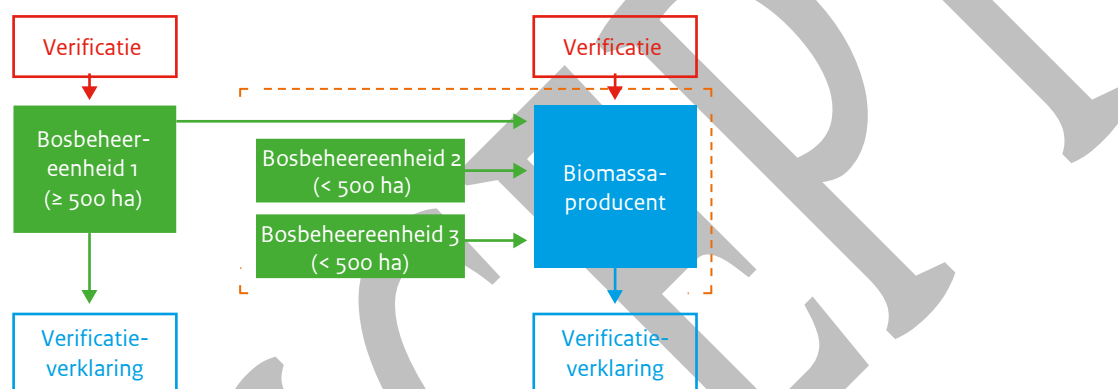 Verificatie
Verificatie
Bosbeheer-
eenheid 1
(≥ 500 ha)
Bosbeheereenheid 2
(< 500 ha)
Bosbeheereenheid 3
(< 500 ha)
Biomassa-
producent
Verificatie-
verklaring
Verificatie-
verklaring